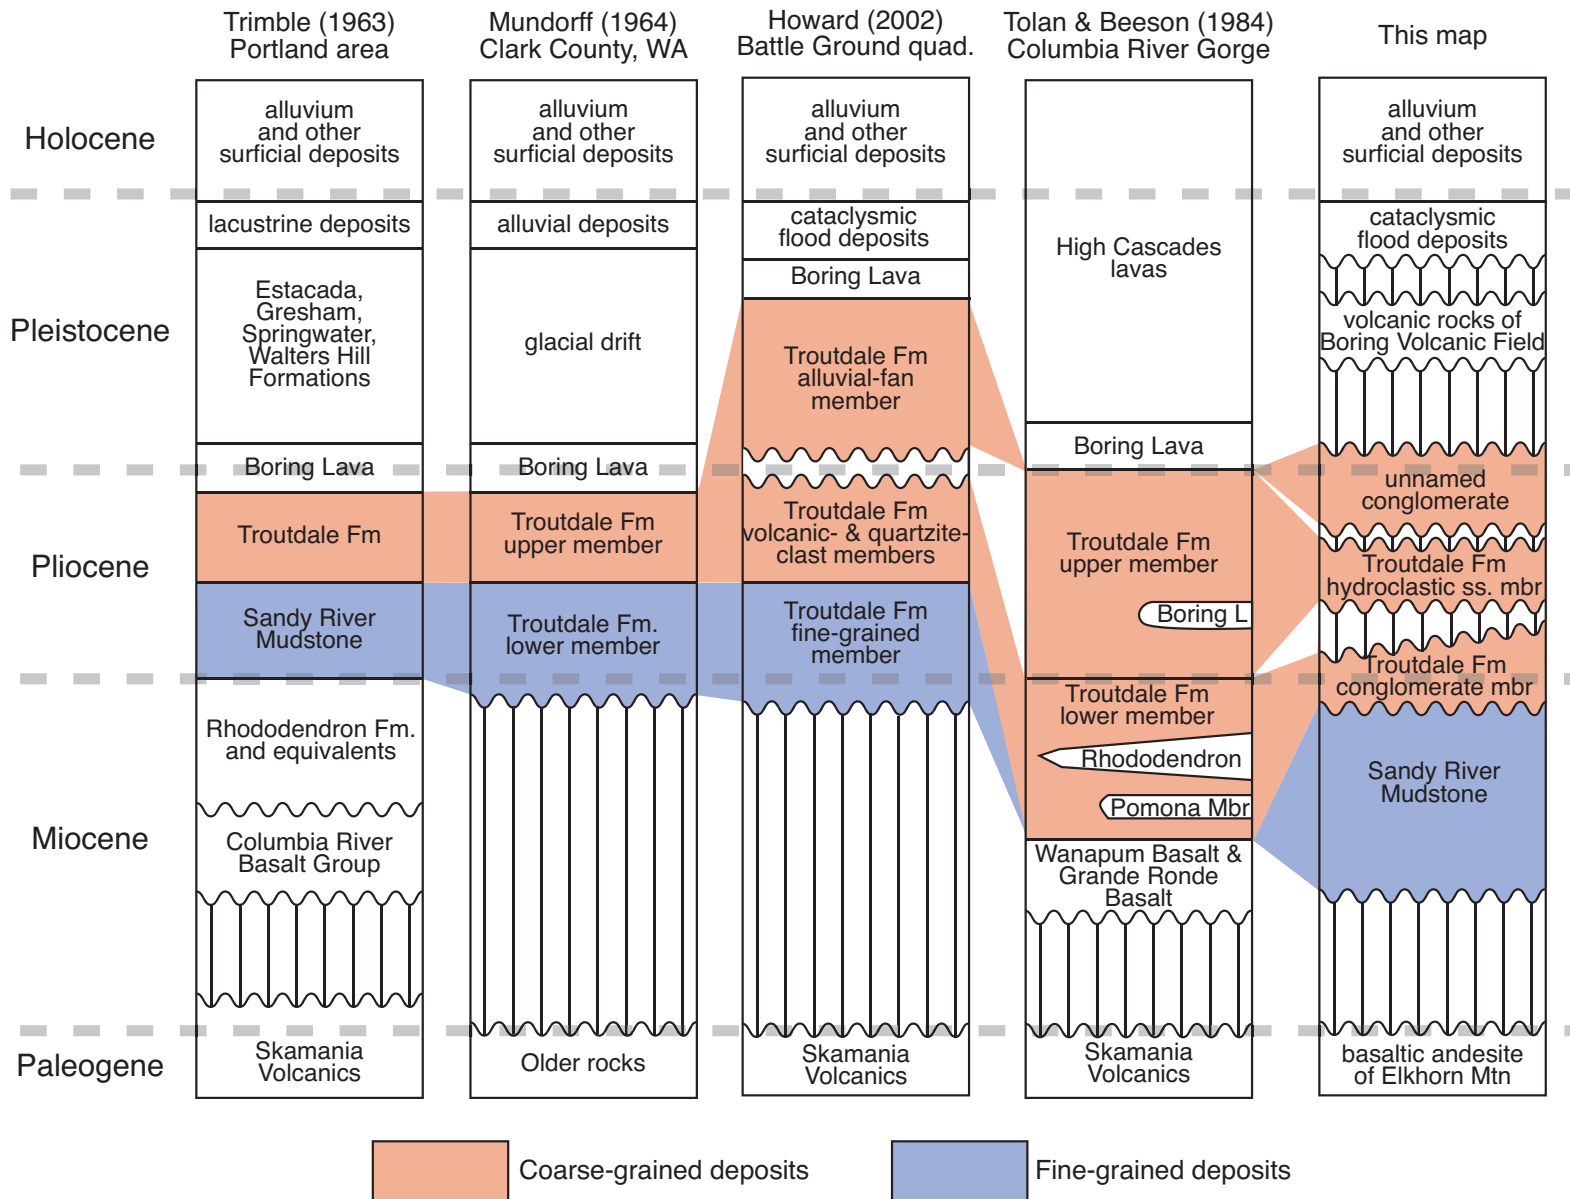 Trimble (1963)
Portland area
Mundorff (1964)
Clark County, WA
Howard (2002)
Battle Ground quad.
Tolan & Beeson (1984)
Columbia River Gorge
This map
Holocene
Pleistocene
Pliocene
Miocene
Paleogene
alluvium
and other
surficial deposits
lacustrine deposits
Estacada,
Gresham,
Springwater,
Walters Hill
Formations
Boring Lava
Troutdale Fm
Sandy River
Mudstone
Rhododendron Fm.
and equivalents
Columbia River
Basalt Group
Skamania
Volcanics
alluvium
and other
surficial deposits
alluvial deposits
glacial drift
Boring Lava
Troutdale Fm
upper member
Troutdale Fm.
lower member
Older rocks
alluvium
and other
surficial deposits
cataclysmic
flood deposits
Boring Lava
Troutdale Fm
alluvial-fan
member
Troutdale Fm
volcanic- & quartzite-
clast members
Troutdale Fm
fine-grained
member
Skamania
Volcanics
High Cascades
lavas
Boring Lava
Troutdale Fm
upper member
Boring L
Troutdale Fm
lower member
Rhododendron
Pomona Mbr
Wanapum Basalt &
Grande Ronde
Basalt
Skamania
Volcanics
alluvium
and other
surficial deposits
cataclysmic
flood deposits
volcanic rocks of
Boring Volcanic Field
unnamed
conglomerate
Troutdale Fm
hydroclastic ss. mbr
Troutdale Fm
conglomerate mbr
Sandy River
Mudstone
basaltic andesite
of Elkhorn Mtn
Coarse-grained deposits
Fine-grained deposits